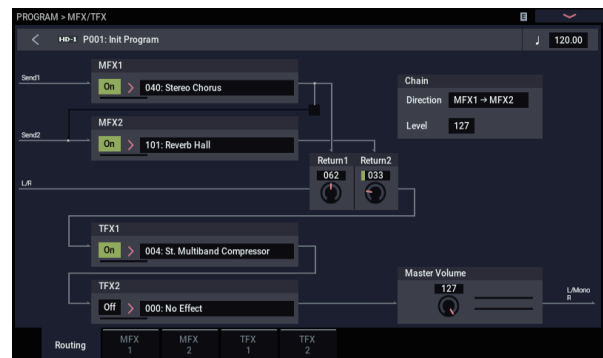 PROGRAM > MFX/TFX
E
HD-1 P001: Init Program
♩ 120.00
Send1
MFX1
On 040: Stereo Chorus
Chain
Direction MFX1 → MFX2
Level 127
Send2
MFX2
On 101: Reverb Hall
Return1 Return2
062 033
L/R
TFX1
On 004: St. Multiband Compressor
TFX2
Off 000: No Effect
Master Volume
127
L/Mono
R
Routing
MFX
1
MFX
2
TFX
1
TFX
2